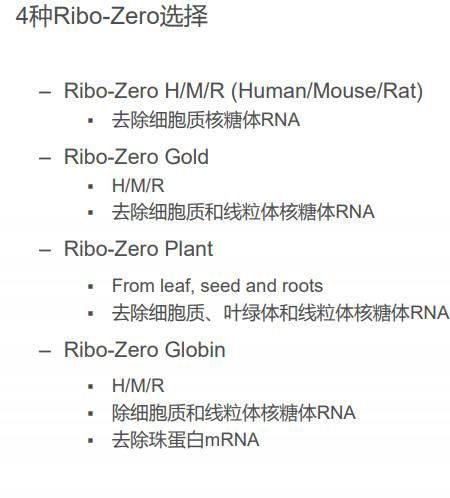 4种Ribo-Zero选择
– Ribo-Zero H/M/R (Human/Mouse/Rat)
▪ 去除细胞质核糖体RNA
– Ribo-Zero Gold
▪ H/M/R
▪ 去除细胞质和线粒体核糖体RNA
– Ribo-Zero Plant
▪ From leaf, seed and roots
▪ 去除细胞质、叶绿体和线粒体核糖体RNA
– Ribo-Zero Globin
▪ H/M/R
▪ 除细胞质和线粒体核糖体RNA
▪ 去除珠蛋白mRNA